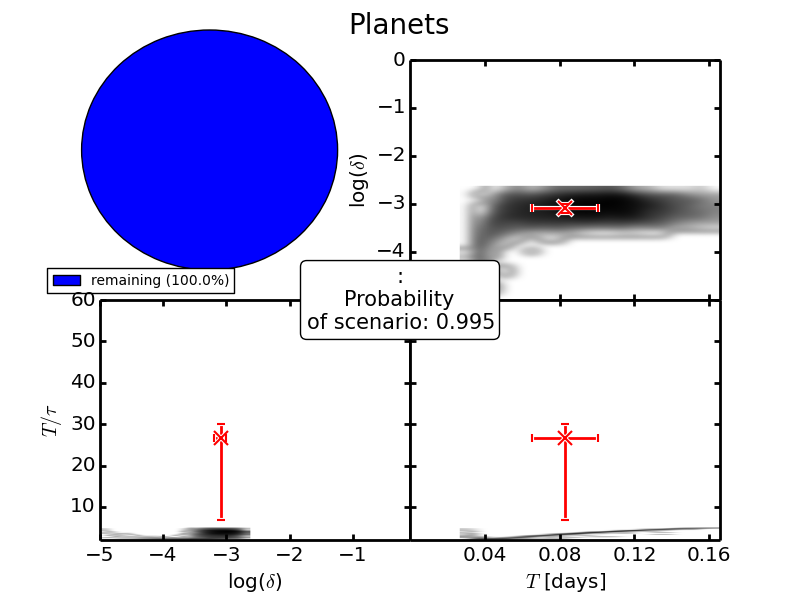 Planets
0
−1
−2
−3
−4
log(δ)
remaining (100.0%)
:
Probability
of scenario: 0.995
60
50
40
30
20
10
T/τ
−5 −4 −3 −2 −1
log(δ)
0.04 0.08 0.12 0.16
T [days]